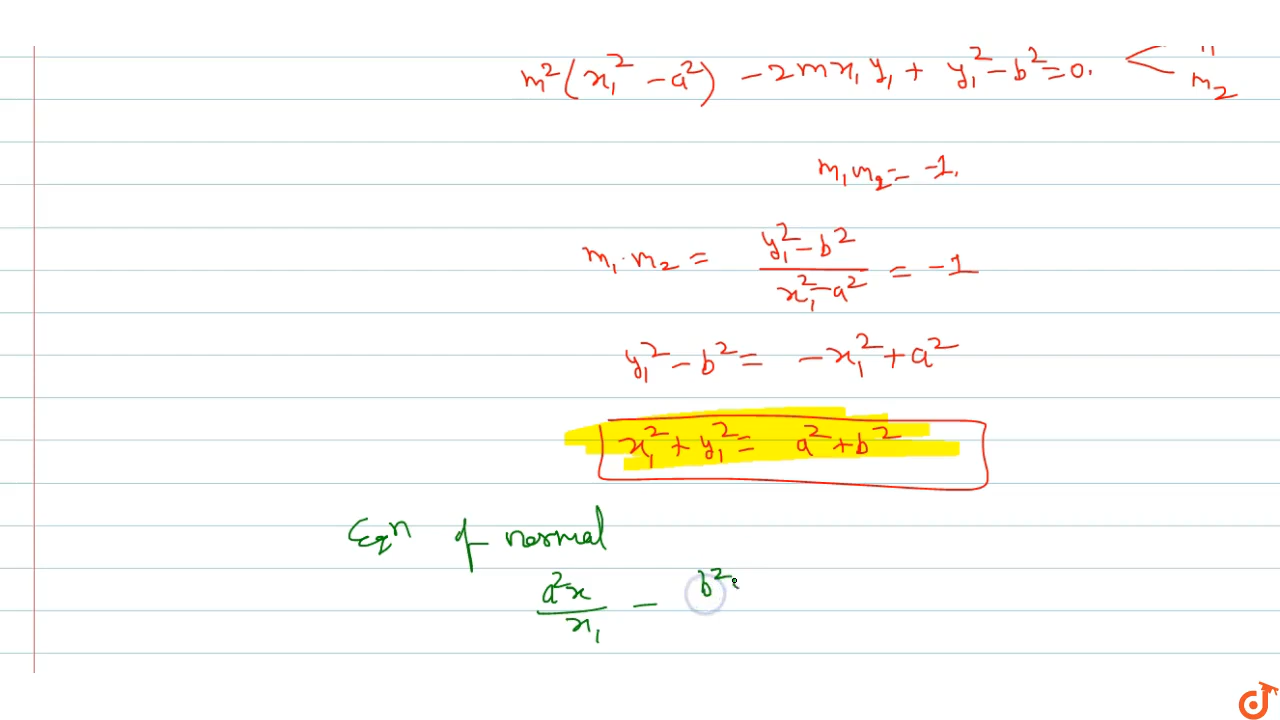 m²(x₁² - a²) - 2mx₁y₁ + y₁² - b² = 0.
m₂
m₁m₂ = -1.
m₁·m₂ = (y₁² - b²)/(x₁² - a²) = -1
y₁² - b² = -x₁² + a²
x₁² + y₁² = a² + b²
Eqⁿ of normal
a²x/x₁ - b²